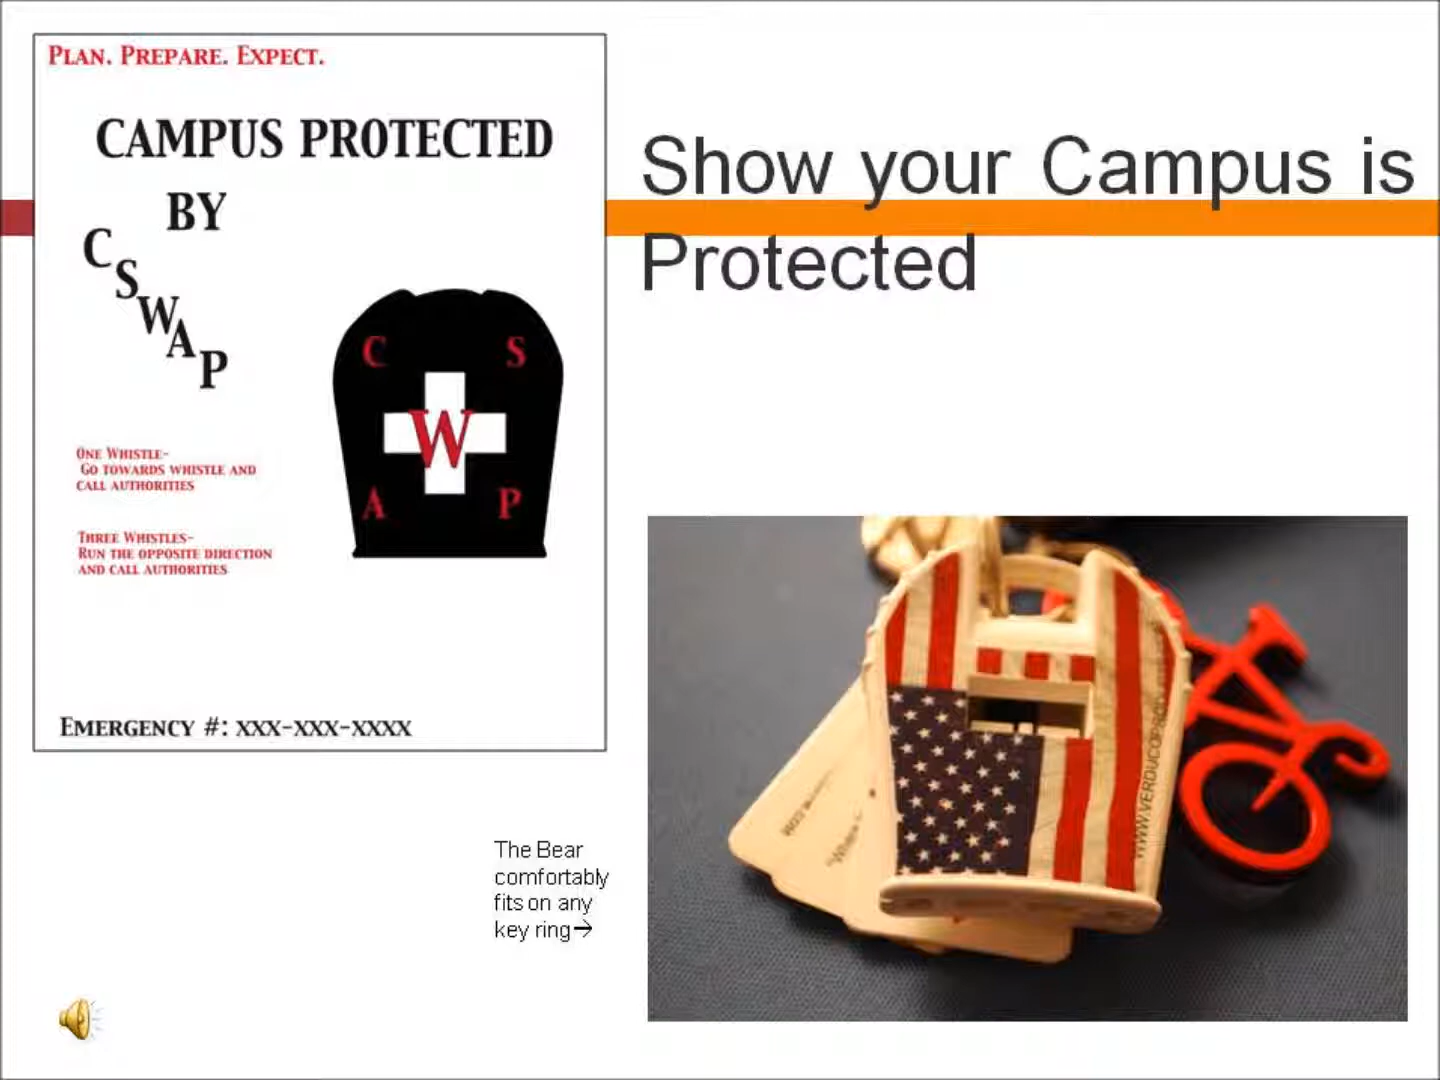 PLAN. PREPARE. EXPECT.
CAMPUS PROTECTED
BY
C
S
W
A
P
C S
W
A P
ONE WHISTLE-
GO TOWARDS WHISTLE AND
CALL AUTHORITIES
THREE WHISTLES-
RUN THE OPPOSITE DIRECTION
AND CALL AUTHORITIES
EMERGENCY #: XXX-XXX-XXXX
Show your Campus is
Protected
The Bear
comfortably
fits on any
key ring→